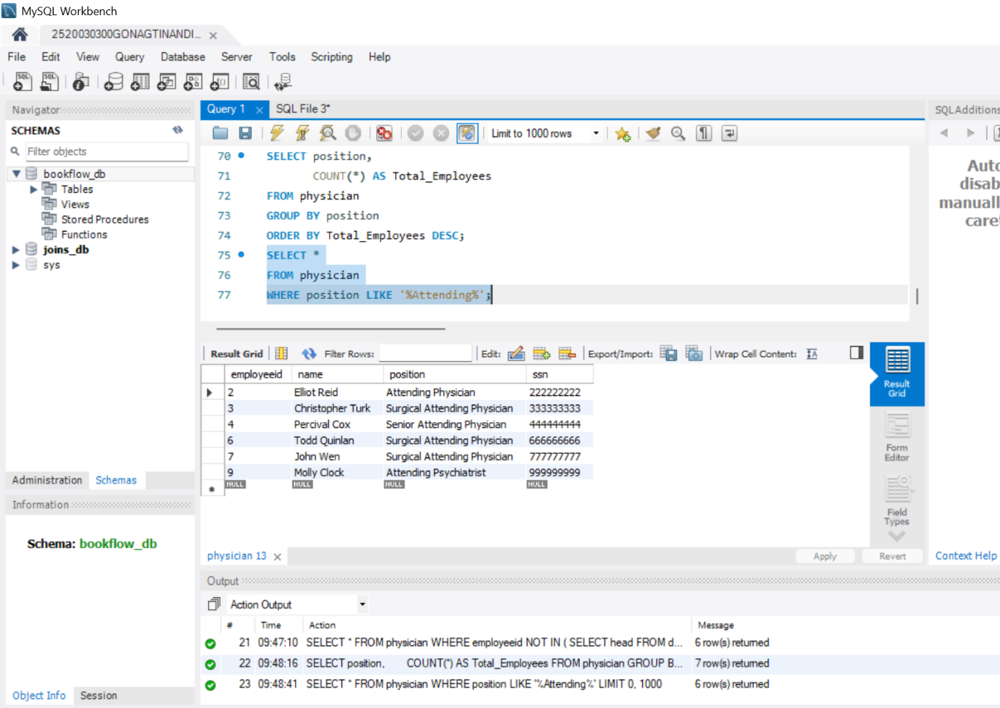 MySQL Workbench
2520030300GONAGTINANDI...
File Edit View Query Database Server Tools Scripting Help
Navigator
SCHEMAS
Filter objects
bookflow_db
Tables
Views
Stored Procedures
Functions
joins_db
sys
Administration Schemas
Information
Schema: bookflow_db
Object Info Session
Query 1 SQL File 3*
Limit to 1000 rows
70 SELECT position,
71 COUNT(*) AS Total_Employees
72 FROM physician
73 GROUP BY position
74 ORDER BY Total_Employees DESC;
75 SELECT *
76 FROM physician
77 WHERE position LIKE '%Attending%';
Result Grid Filter Rows: Edit: Export/Import: Wrap Cell Content:
employeeid name position ssn
2 Elliot Reid Attending Physician 222222222
3 Christopher Turk Surgical Attending Physician 333333333
4 Percival Cox Senior Attending Physician 444444444
6 Todd Quinlan Surgical Attending Physician 666666666
7 John Wen Surgical Attending Physician 777777777
9 Molly Clock Attending Psychiatrist 999999999
NULL NULL NULL NULL
Result
Grid
Form
Editor
Field
Types
physician 13 Apply Revert
SQLAdditions
Auto
disab
manuall
caret
Context Help
Output
Action Output
# Time Action Message
21 09:47:10 SELECT * FROM physician WHERE employeeid NOT IN ( SELECT head FROM d... 6 row(s) returned
22 09:48:16 SELECT position, COUNT(*) AS Total_Employees FROM physician GROUP B... 7 row(s) returned
23 09:48:41 SELECT * FROM physician WHERE position LIKE '%Attending%' LIMIT 0, 1000 6 row(s) returned